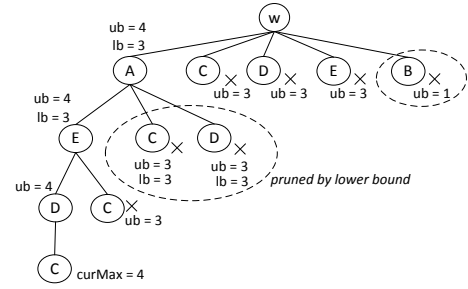 w
ub = 4
lb = 3
A
C
ub = 3
D
ub = 3
E
ub = 3
B
ub = 1
ub = 4
lb = 3
E
C
ub = 3
lb = 3
D
ub = 3
lb = 3
pruned by lower bound
ub = 4
D
C
ub = 3
C
curMax = 4